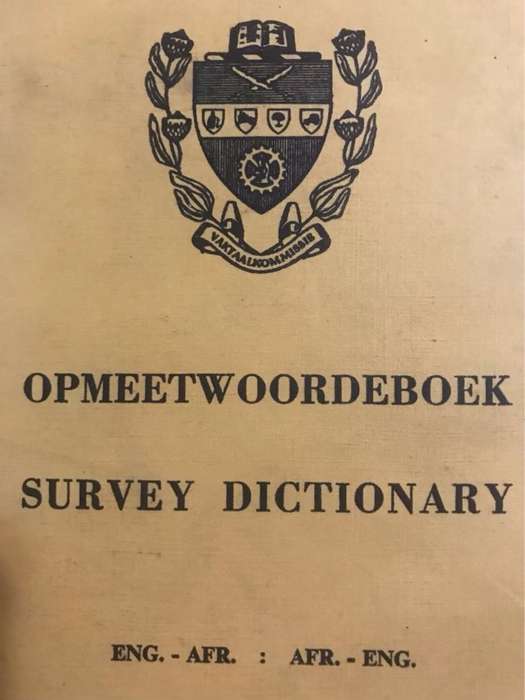 VAKTAALKOMMISSIE
OPMEETWOORDEBOEK
SURVEY DICTIONARY
ENG. - AFR. : AFR. - ENG.